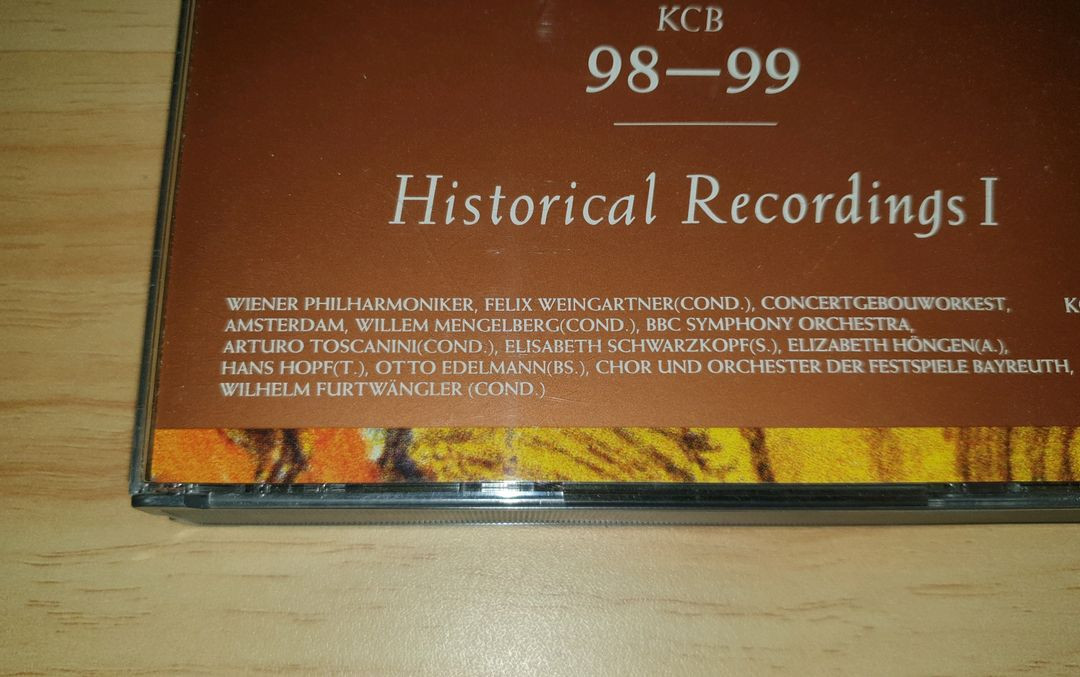 KCB
98—99
Historical Recordings I
WIENER PHILHARMONIKER, FELIX WEINGARTNER(COND.), CONCERTGEBOUWORKEST,
AMSTERDAM, WILLEM MENGELBERG(COND.), BBC SYMPHONY ORCHESTRA,
ARTURO TOSCANINI(COND.), ELISABETH SCHWARZKOPF(S.), ELIZABETH HÖNGEN(A.),
HANS HOPF(T.), OTTO EDELMANN(BS.), CHOR UND ORCHESTER DER FESTSPIELE BAYREUTH,
WILHELM FURTWÄNGLER (COND.)